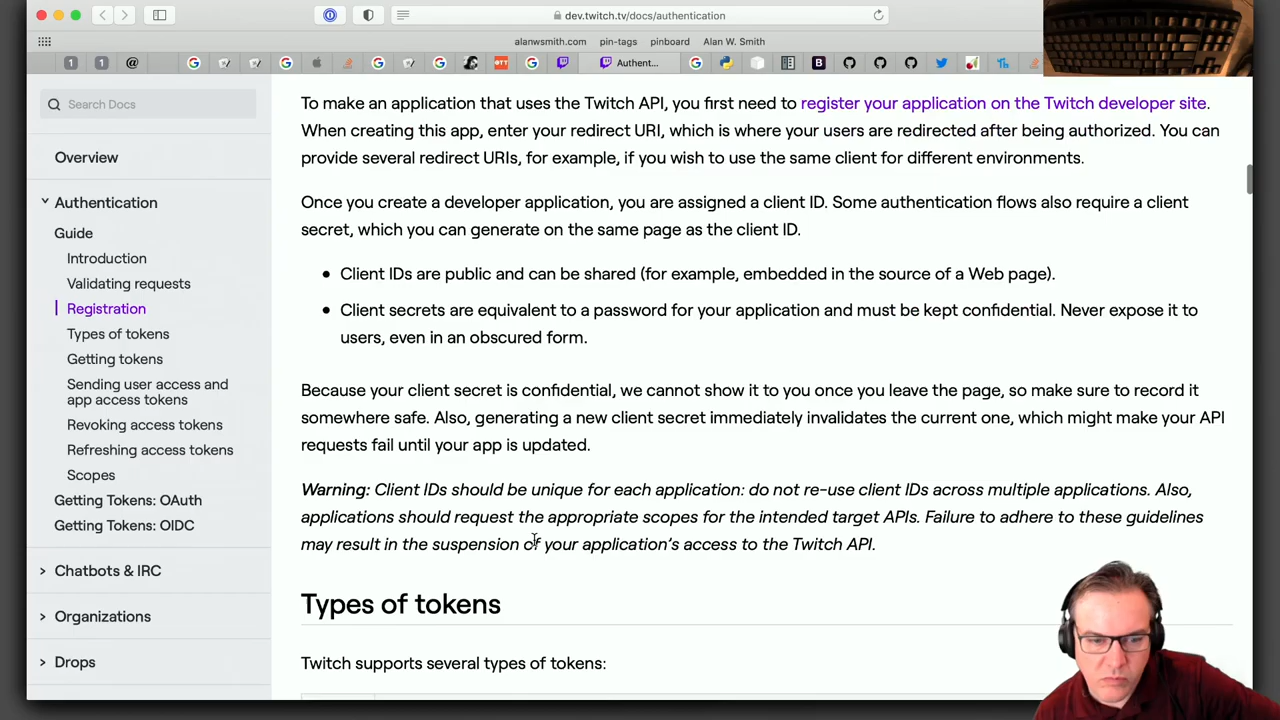 dev.twitch.tv/docs/authentication
alanwsmith.com pin-tags pinboard Alan W. Smith
1 1 @ OTT Authent... B
Search Docs
Overview
Authentication
Guide
Introduction
Validating requests
Registration
Types of tokens
Getting tokens
Sending user access and
app access tokens
Revoking access tokens
Refreshing access tokens
Scopes
Getting Tokens: OAuth
Getting Tokens: OIDC
Chatbots & IRC
Organizations
Drops
To make an application that uses the Twitch API, you first need to register your application on the Twitch developer site.
When creating this app, enter your redirect URI, which is where your users are redirected after being authorized. You can
provide several redirect URIs, for example, if you wish to use the same client for different environments.
Once you create a developer application, you are assigned a client ID. Some authentication flows also require a client
secret, which you can generate on the same page as the client ID.
Client IDs are public and can be shared (for example, embedded in the source of a Web page).
Client secrets are equivalent to a password for your application and must be kept confidential. Never expose it to
users, even in an obscured form.
Because your client secret is confidential, we cannot show it to you once you leave the page, so make sure to record it
somewhere safe. Also, generating a new client secret immediately invalidates the current one, which might make your API
requests fail until your app is updated.
Warning: Client IDs should be unique for each application: do not re-use client IDs across multiple applications. Also,
applications should request the appropriate scopes for the intended target APIs. Failure to adhere to these guidelines
may result in the suspension of your application's access to the Twitch API.
Types of tokens
Twitch supports several types of tokens: